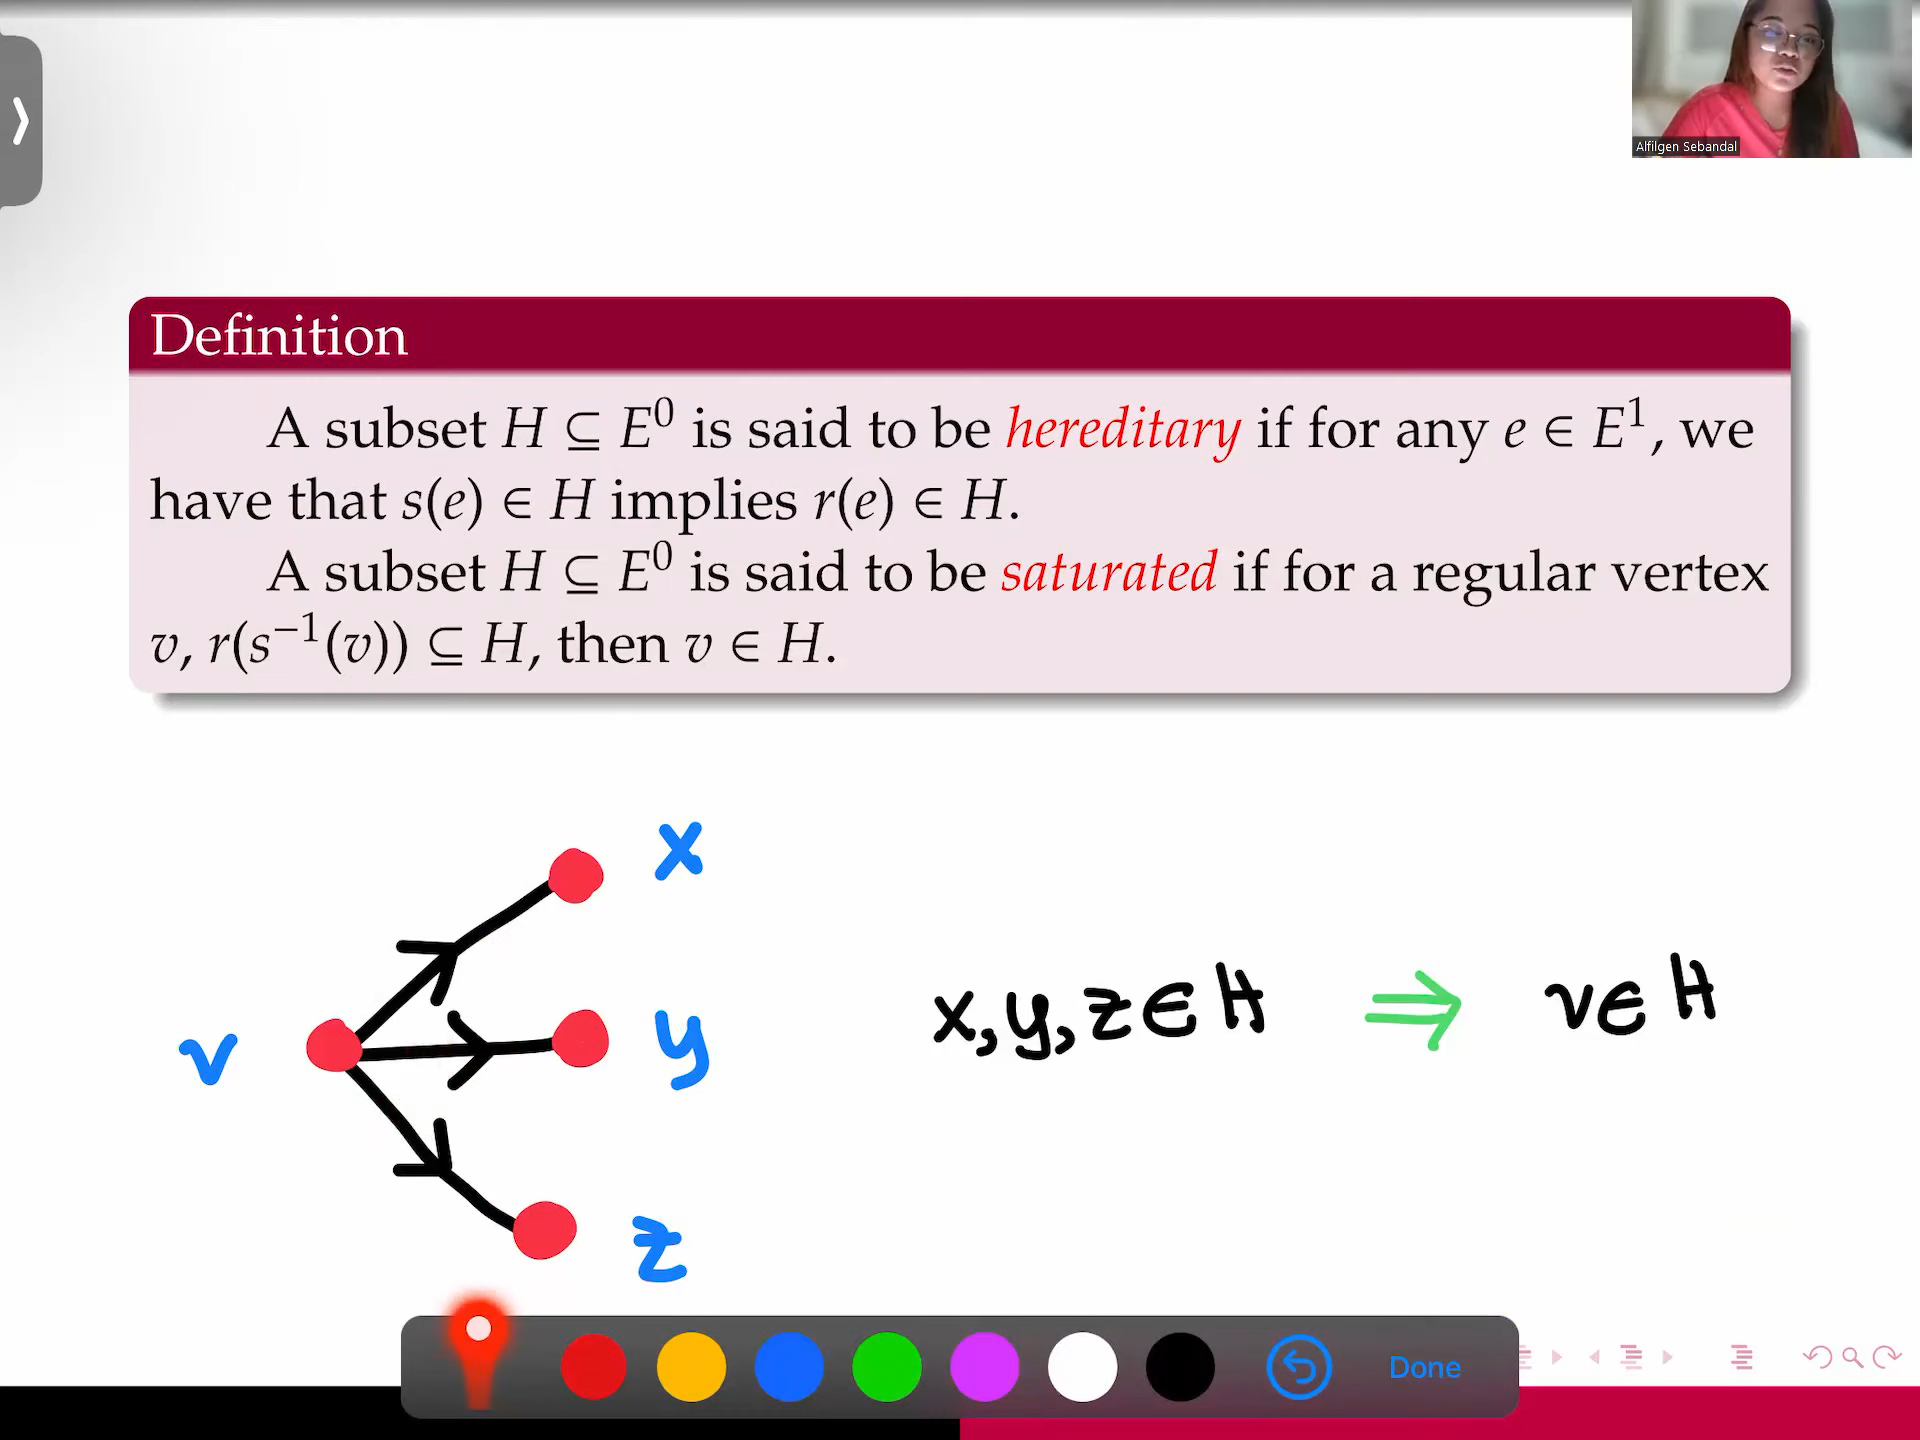 Alfilgen Sebandal
Definition
A subset H ⊆ E⁰ is said to be hereditary if for any e ∈ E¹, we
have that s(e) ∈ H implies r(e) ∈ H.
A subset H ⊆ E⁰ is said to be saturated if for a regular vertex
v, r(s⁻¹(v)) ⊆ H, then v ∈ H.
x
v
y
x,y,z∈H ⇒ v∈H
z
Done